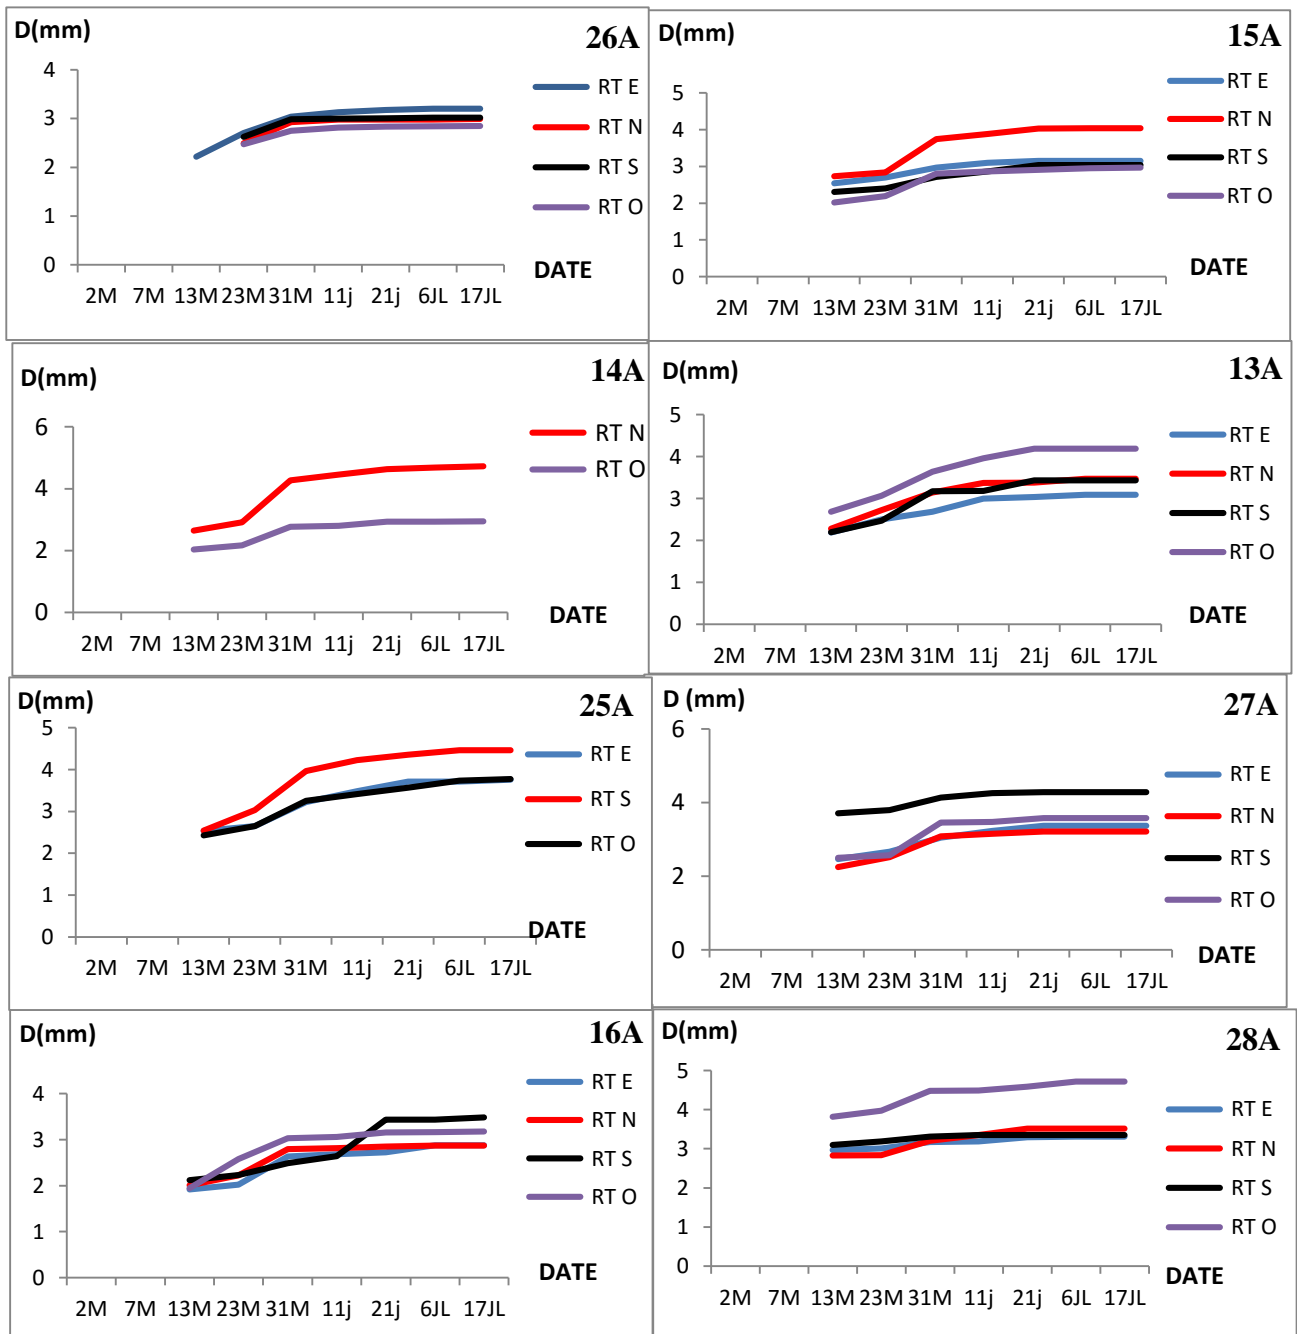 D(mm)
26A
4
3
2
1
0
2M 7M 13M 23M 31M 11j 21j 6JL 17JL
DATE
RT E
RT N
RT S
RT O
D(mm)
15A
5
4
3
2
1
0
2M 7M 13M 23M 31M 11j 21j 6JL 17JL
DATE
RT E
RT N
RT S
RT O
D(mm)
14A
6
4
2
0
2M 7M 13M 23M 31M 11j 21j 6JL 17JL
DATE
RT N
RT O
D(mm)
13A
5
4
3
2
1
0
2M 7M 13M 23M 31M 11j 21j 6JL 17JL
DATE
RT E
RT N
RT S
RT O
D(mm)
25A
5
4
3
2
1
0
2M 7M 13M 23M 31M 11j 21j 6JL 17JL
DATE
RT E
RT S
RT O
D (mm)
27A
6
4
2
0
2M 7M 13M 23M 31M 11j 21j 6JL 17JL
DATE
RT E
RT N
RT S
RT O
D(mm)
16A
4
3
2
1
0
2M 7M 13M 23M 31M 11j 21j 6JL 17JL
DATE
RT E
RT N
RT S
RT O
D(mm)
28A
5
4
3
2
1
0
2M 7M 13M 23M 31M 11j 21j 6JL 17JL
DATE
RT E
RT N
RT S
RT O